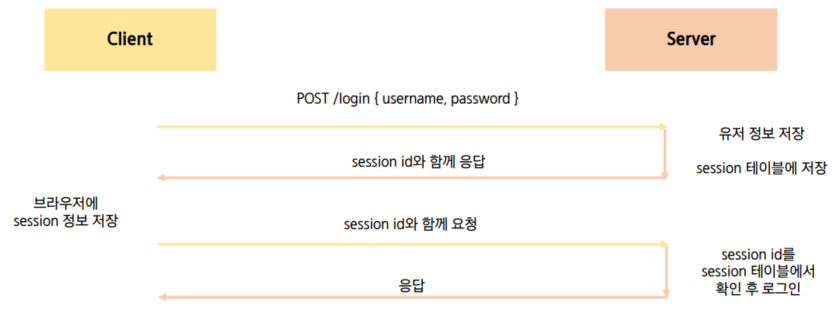 Client
Server
POST /login { username, password }
유저 정보 저장
session id와 함께 응답
session 테이블에 저장
브라우저에
session 정보 저장
session id와 함께 요청
session id를
session 테이블에서
확인 후 로그인
응답